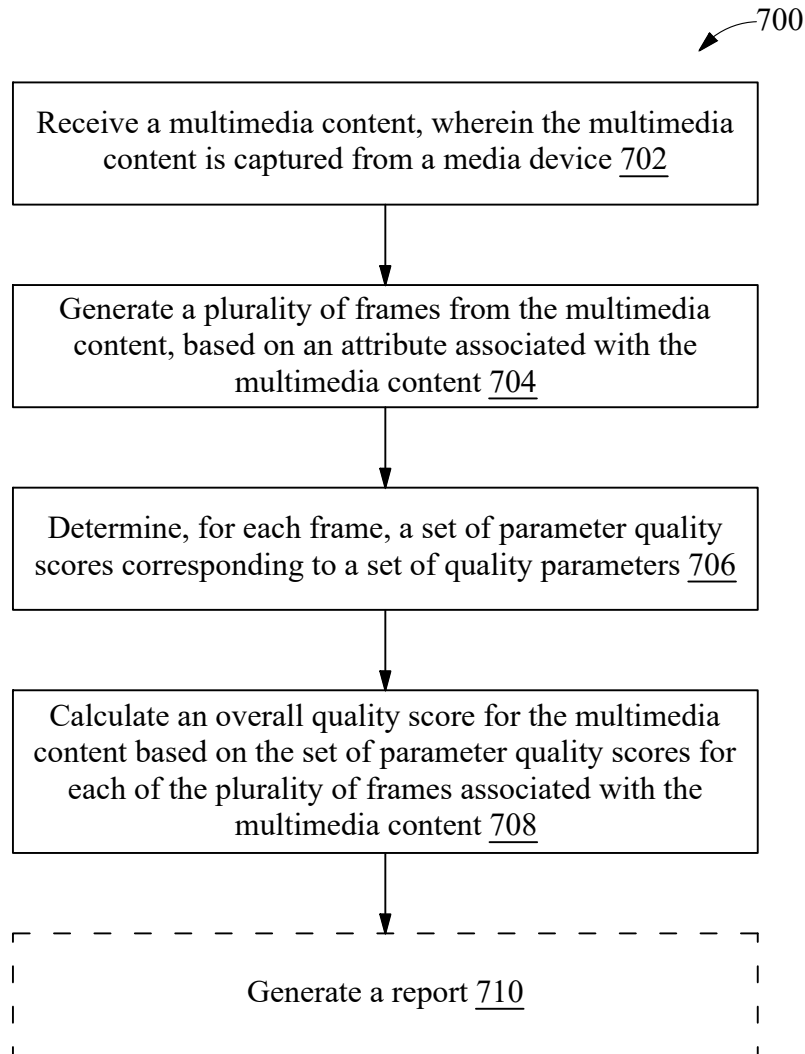 700
Receive a multimedia content, wherein the multimedia
content is captured from a media device 702
Generate a plurality of frames from the multimedia
content, based on an attribute associated with the
multimedia content 704
Determine, for each frame, a set of parameter quality
scores corresponding to a set of quality parameters 706
Calculate an overall quality score for the multimedia
content based on the set of parameter quality scores for
each of the plurality of frames associated with the
multimedia content 708
Generate a report 710